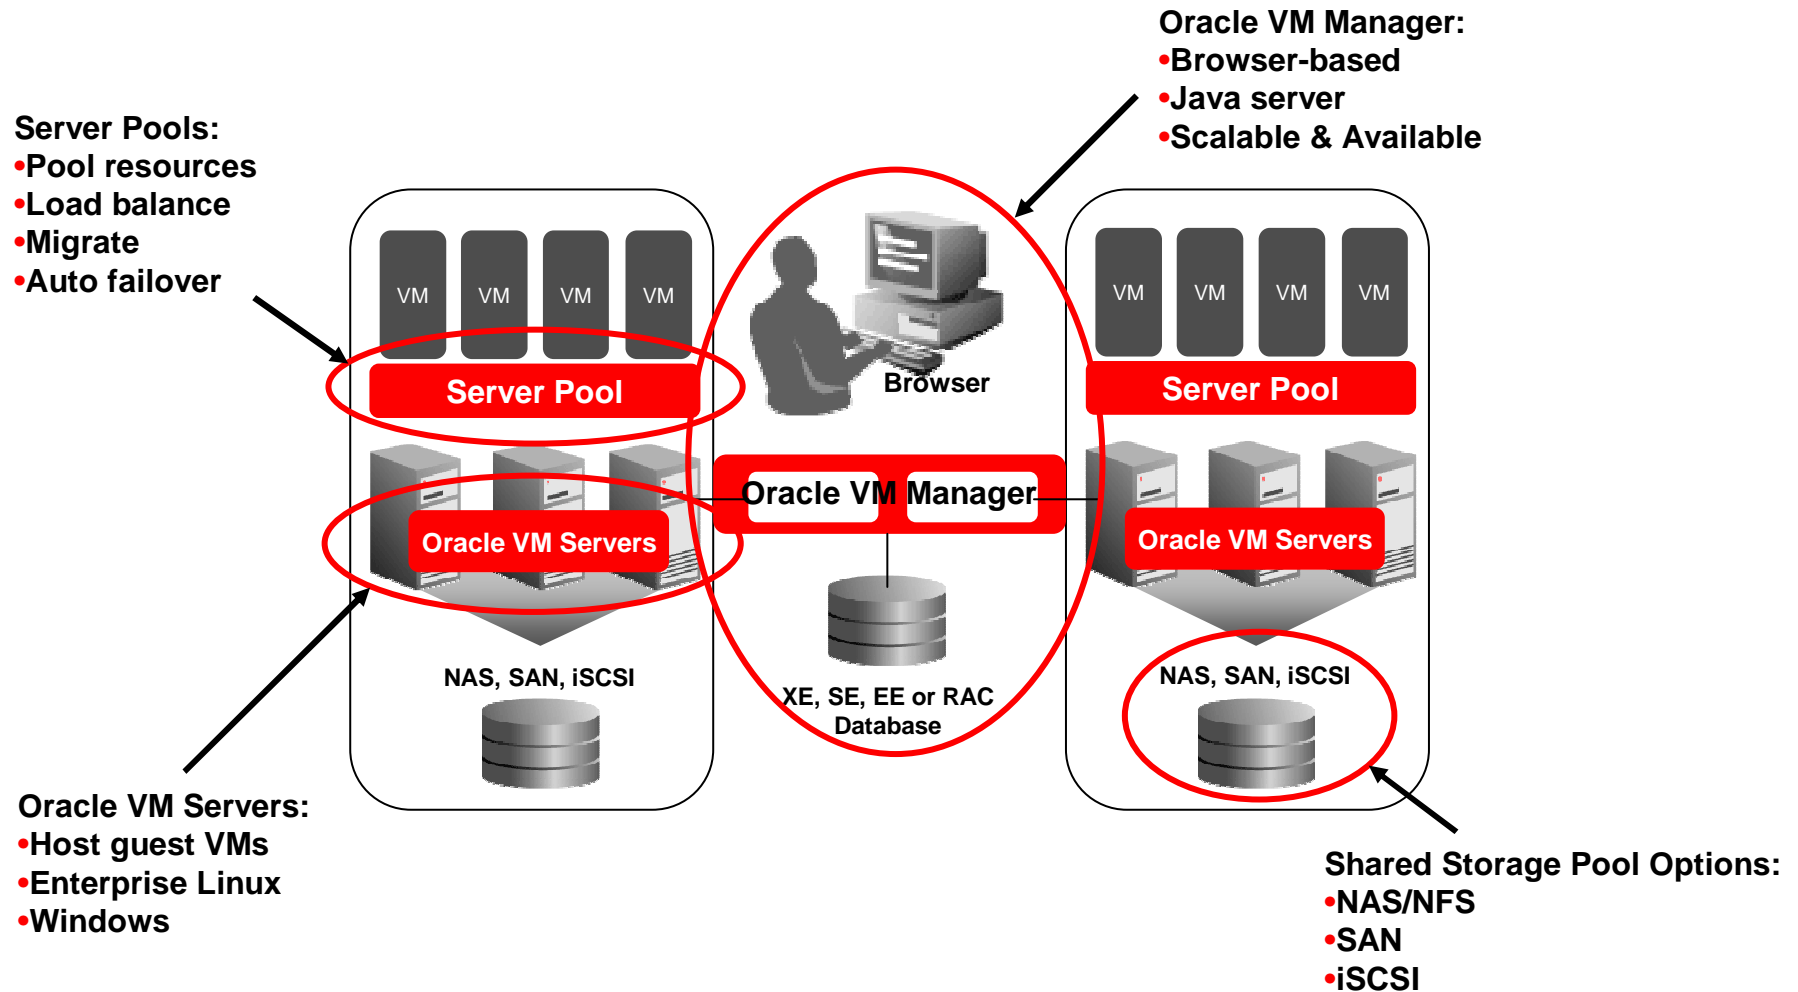 Oracle VM Manager:
•Browser-based
•Java server
•Scalable & Available
Server Pools:
•Pool resources
•Load balance
•Migrate
•Auto failover
VM VM VM VM
Server Pool
Oracle VM Servers
NAS, SAN, iSCSI
Browser
Oracle VM Manager
XE, SE, EE or RAC
Database
VM VM VM VM
Server Pool
Oracle VM Servers
NAS, SAN, iSCSI
Oracle VM Servers:
•Host guest VMs
•Enterprise Linux
•Windows
Shared Storage Pool Options:
•NAS/NFS
•SAN
•iSCSI